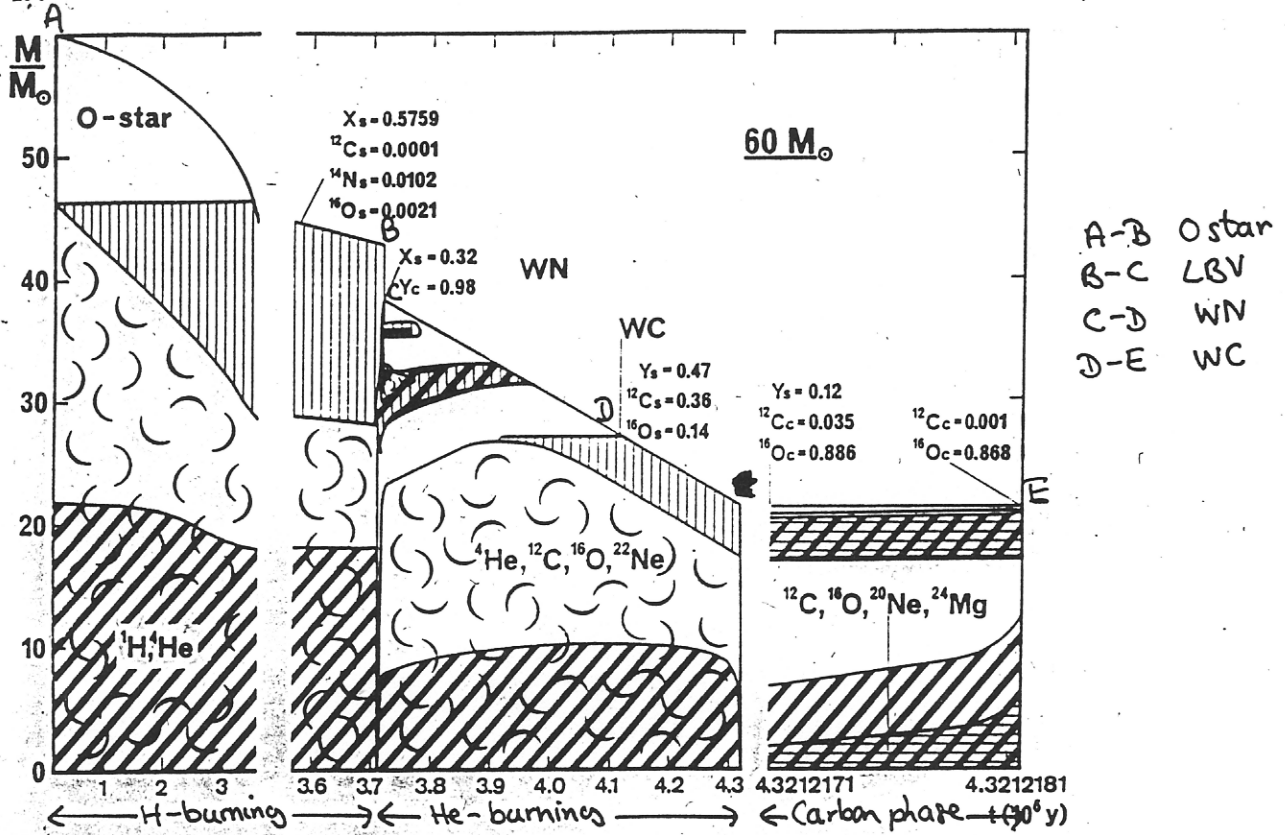 A
M
M☉
O-star
50
40
30
20
10
0
Xs=0.5759
¹²Cs=0.0001
¹⁴Ns=0.0102
¹⁶Os=0.0021
B
Xs=0.32
C
Yc=0.98
WN
60 M☉
WC
Ys=0.47
¹²Cs=0.36
¹⁶Os=0.14
D
Ys=0.12
¹²Cc=0.035
¹⁶Oc=0.886
¹²Cc=0.001
¹⁶Oc=0.868
E
A-B O star
B-C LBV
C-D WN
D-E WC
¹H,⁴He
⁴He,¹²C,¹⁶O,²²Ne
¹²C,¹⁶O,²⁰Ne,²⁴Mg
1 2 3 3.6 3.7 3.8 3.9 4.0 4.1 4.2 4.3 4.3212171 4.3212181
H-burning He-burning Carbon phase t(10⁶ y)